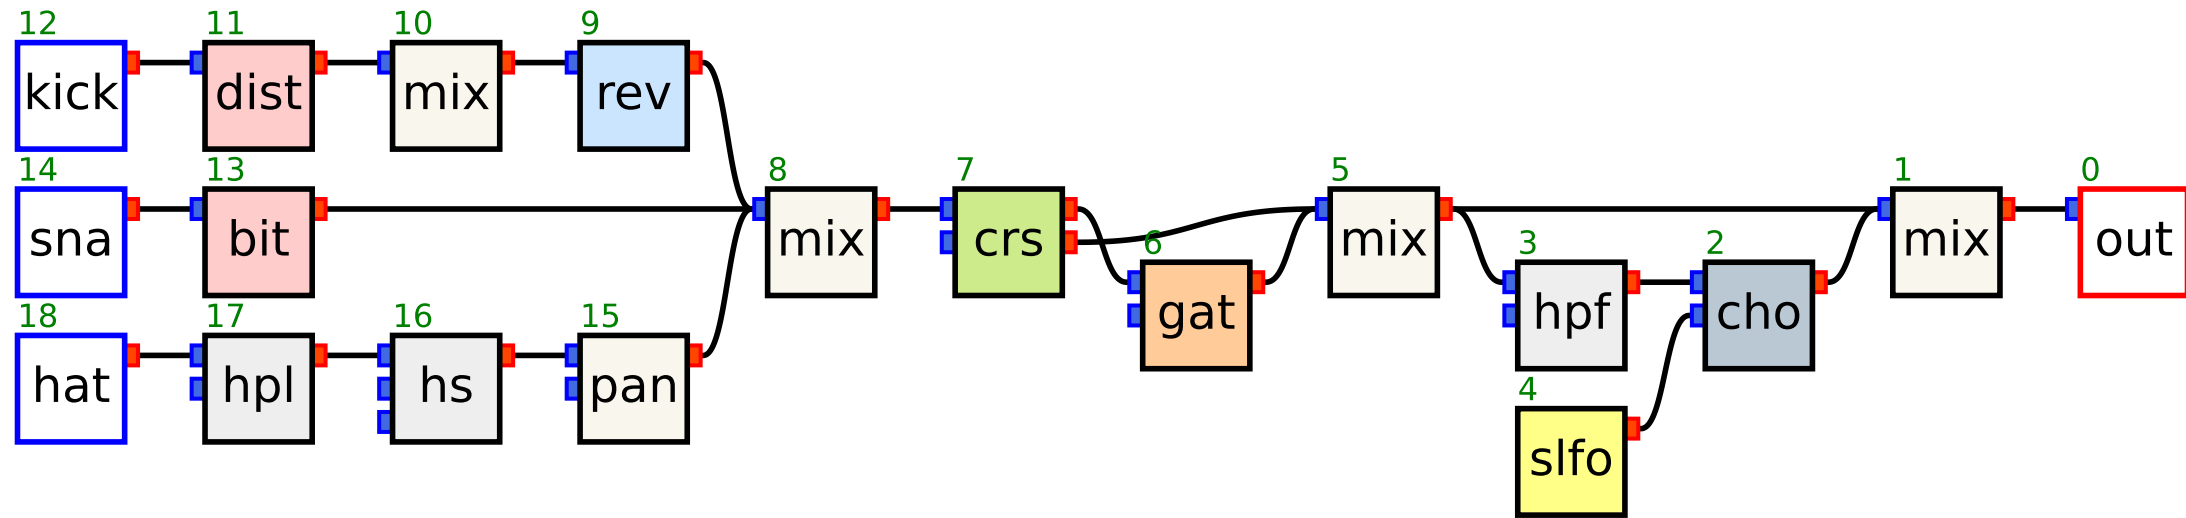 12 11 10 9
kick dist mix rev
14 13 8 7 5 1 0
sna bit mix crs mix mix out
6 3 2
gat hpf cho
18 17 16 15 4
hat hpl hs pan slfo